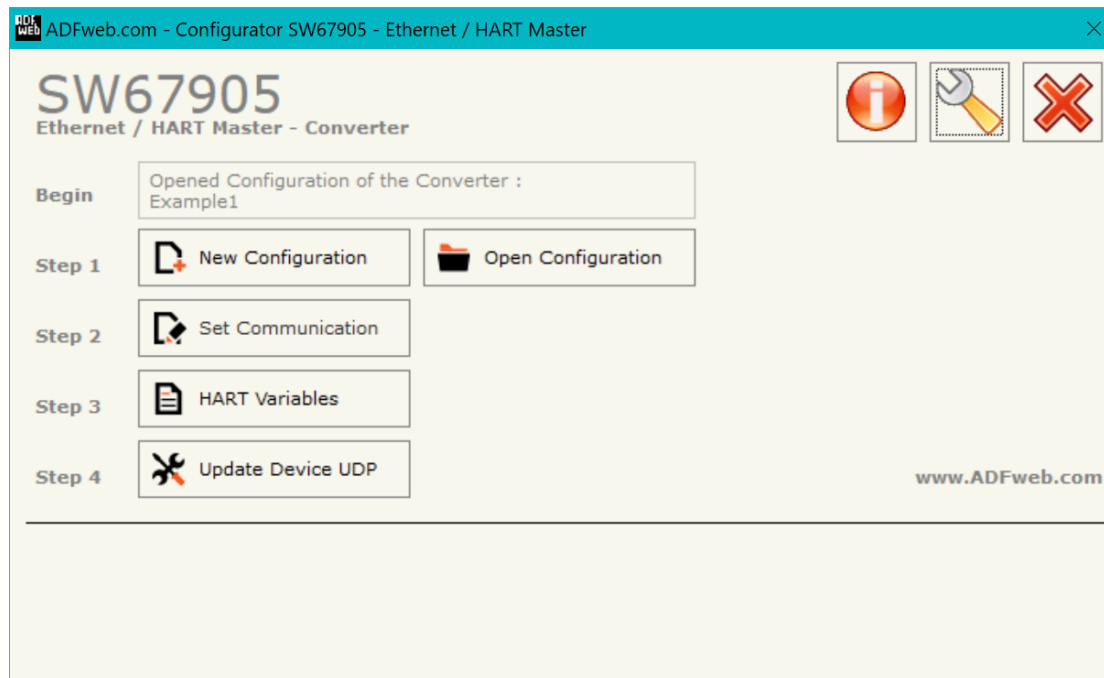 ADF
WEB
ADFweb.com - Configurator SW67905 - Ethernet / HART Master
SW67905
Ethernet / HART Master - Converter
Begin
Opened Configuration of the Converter :
Example1
Step 1
New Configuration
Open Configuration
Step 2
Set Communication
Step 3
HART Variables
Step 4
Update Device UDP
www.ADFweb.com